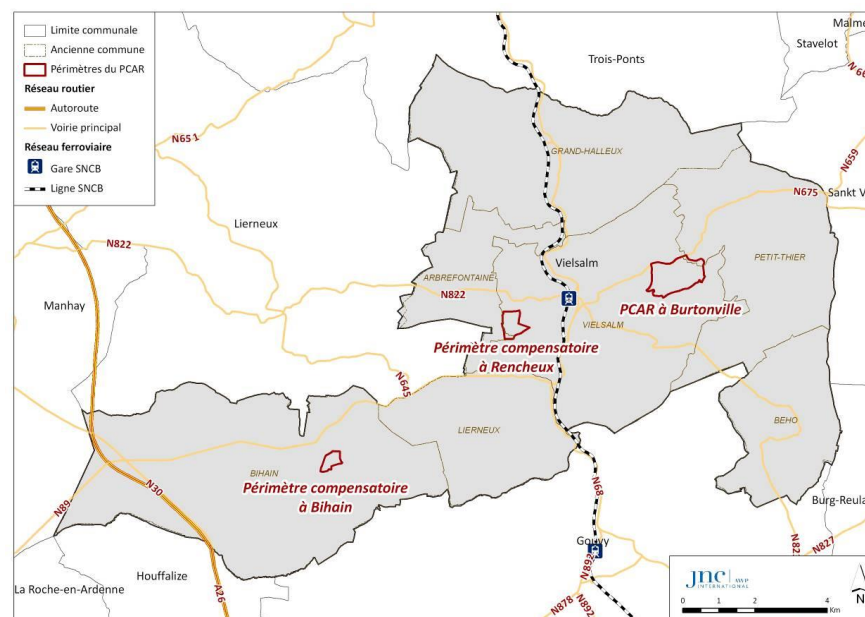 Limite communale
Ancienne commune
Périmètres du PCAR
Réseau routier
Autoroute
Voirie principal
Réseau ferroviaire
Gare SNCB
Ligne SNCB
Trois-Ponts
Stavelot
N651
N659
GRAND-HALLEUX
N675
Lierneux
N822
Vielsalm
PETIT-THIER
ARBREFONTAINE
N822
Manhay
PCAR à Burtonville
VIELSALM
Périmètre compensatoire
à Rencheux
N645
LIERNEUX
BEHO
BIHAIN
Périmètre compensatoire
à Bihain
N30
N89
N68
Gouvy
N892
N827
Houffalize
La Roche-en-Ardenne
A26
N878
N892
jnc MWP
INTERNATIONAL
0 1 2 4
Km
N